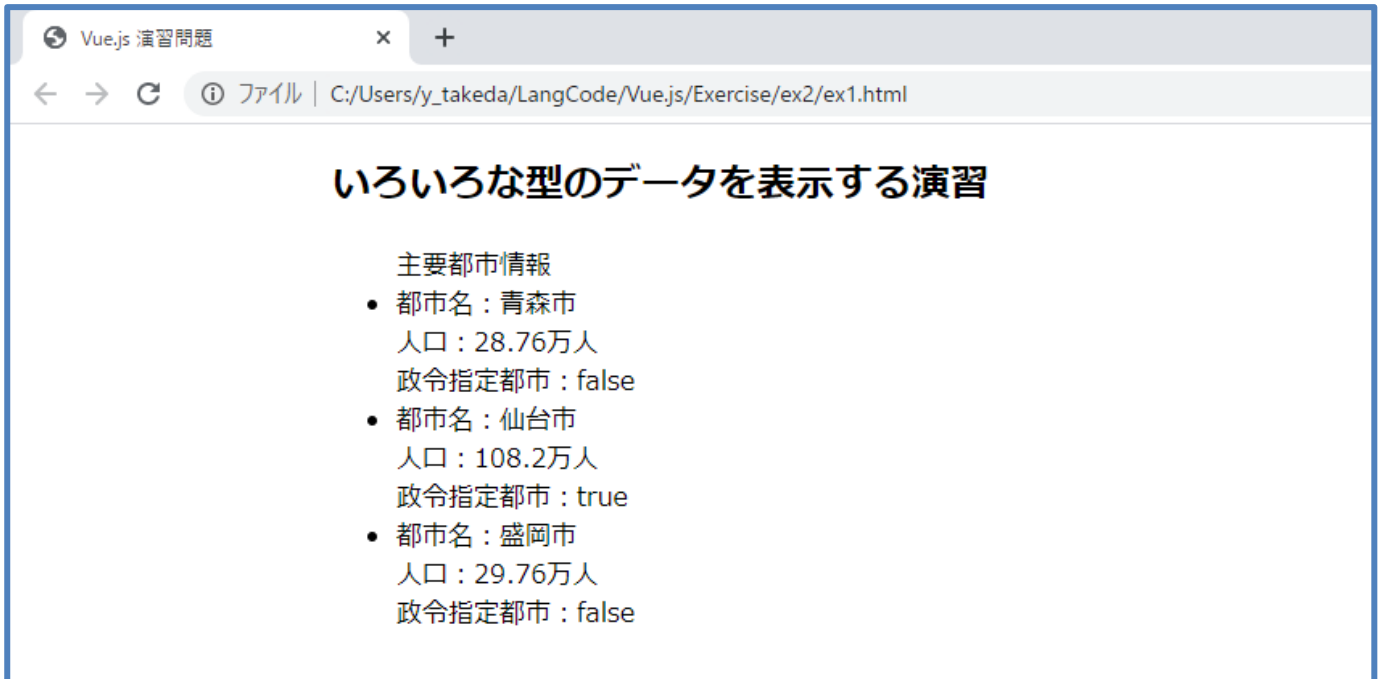 Vue.js 演習問題
ファイル | C:/Users/y_takeda/LangCode/Vue.js/Exercise/ex2/ex1.html
いろいろな型のデータを表示する演習
主要都市情報
• 都市名：青森市
人口：28.76万人
政令指定都市：false
• 都市名：仙台市
人口：108.2万人
政令指定都市：true
• 都市名：盛岡市
人口：29.76万人
政令指定都市：false